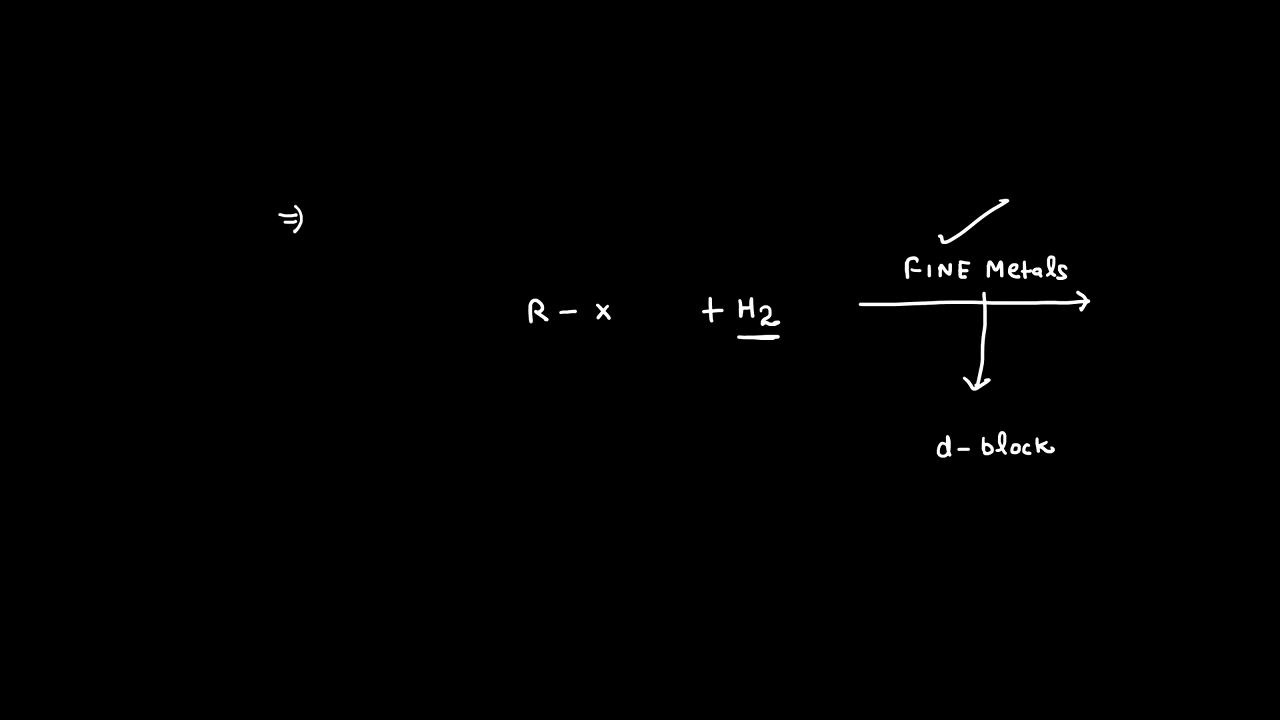 ⇒
FINE Metals
R - x + H2 →
d - block